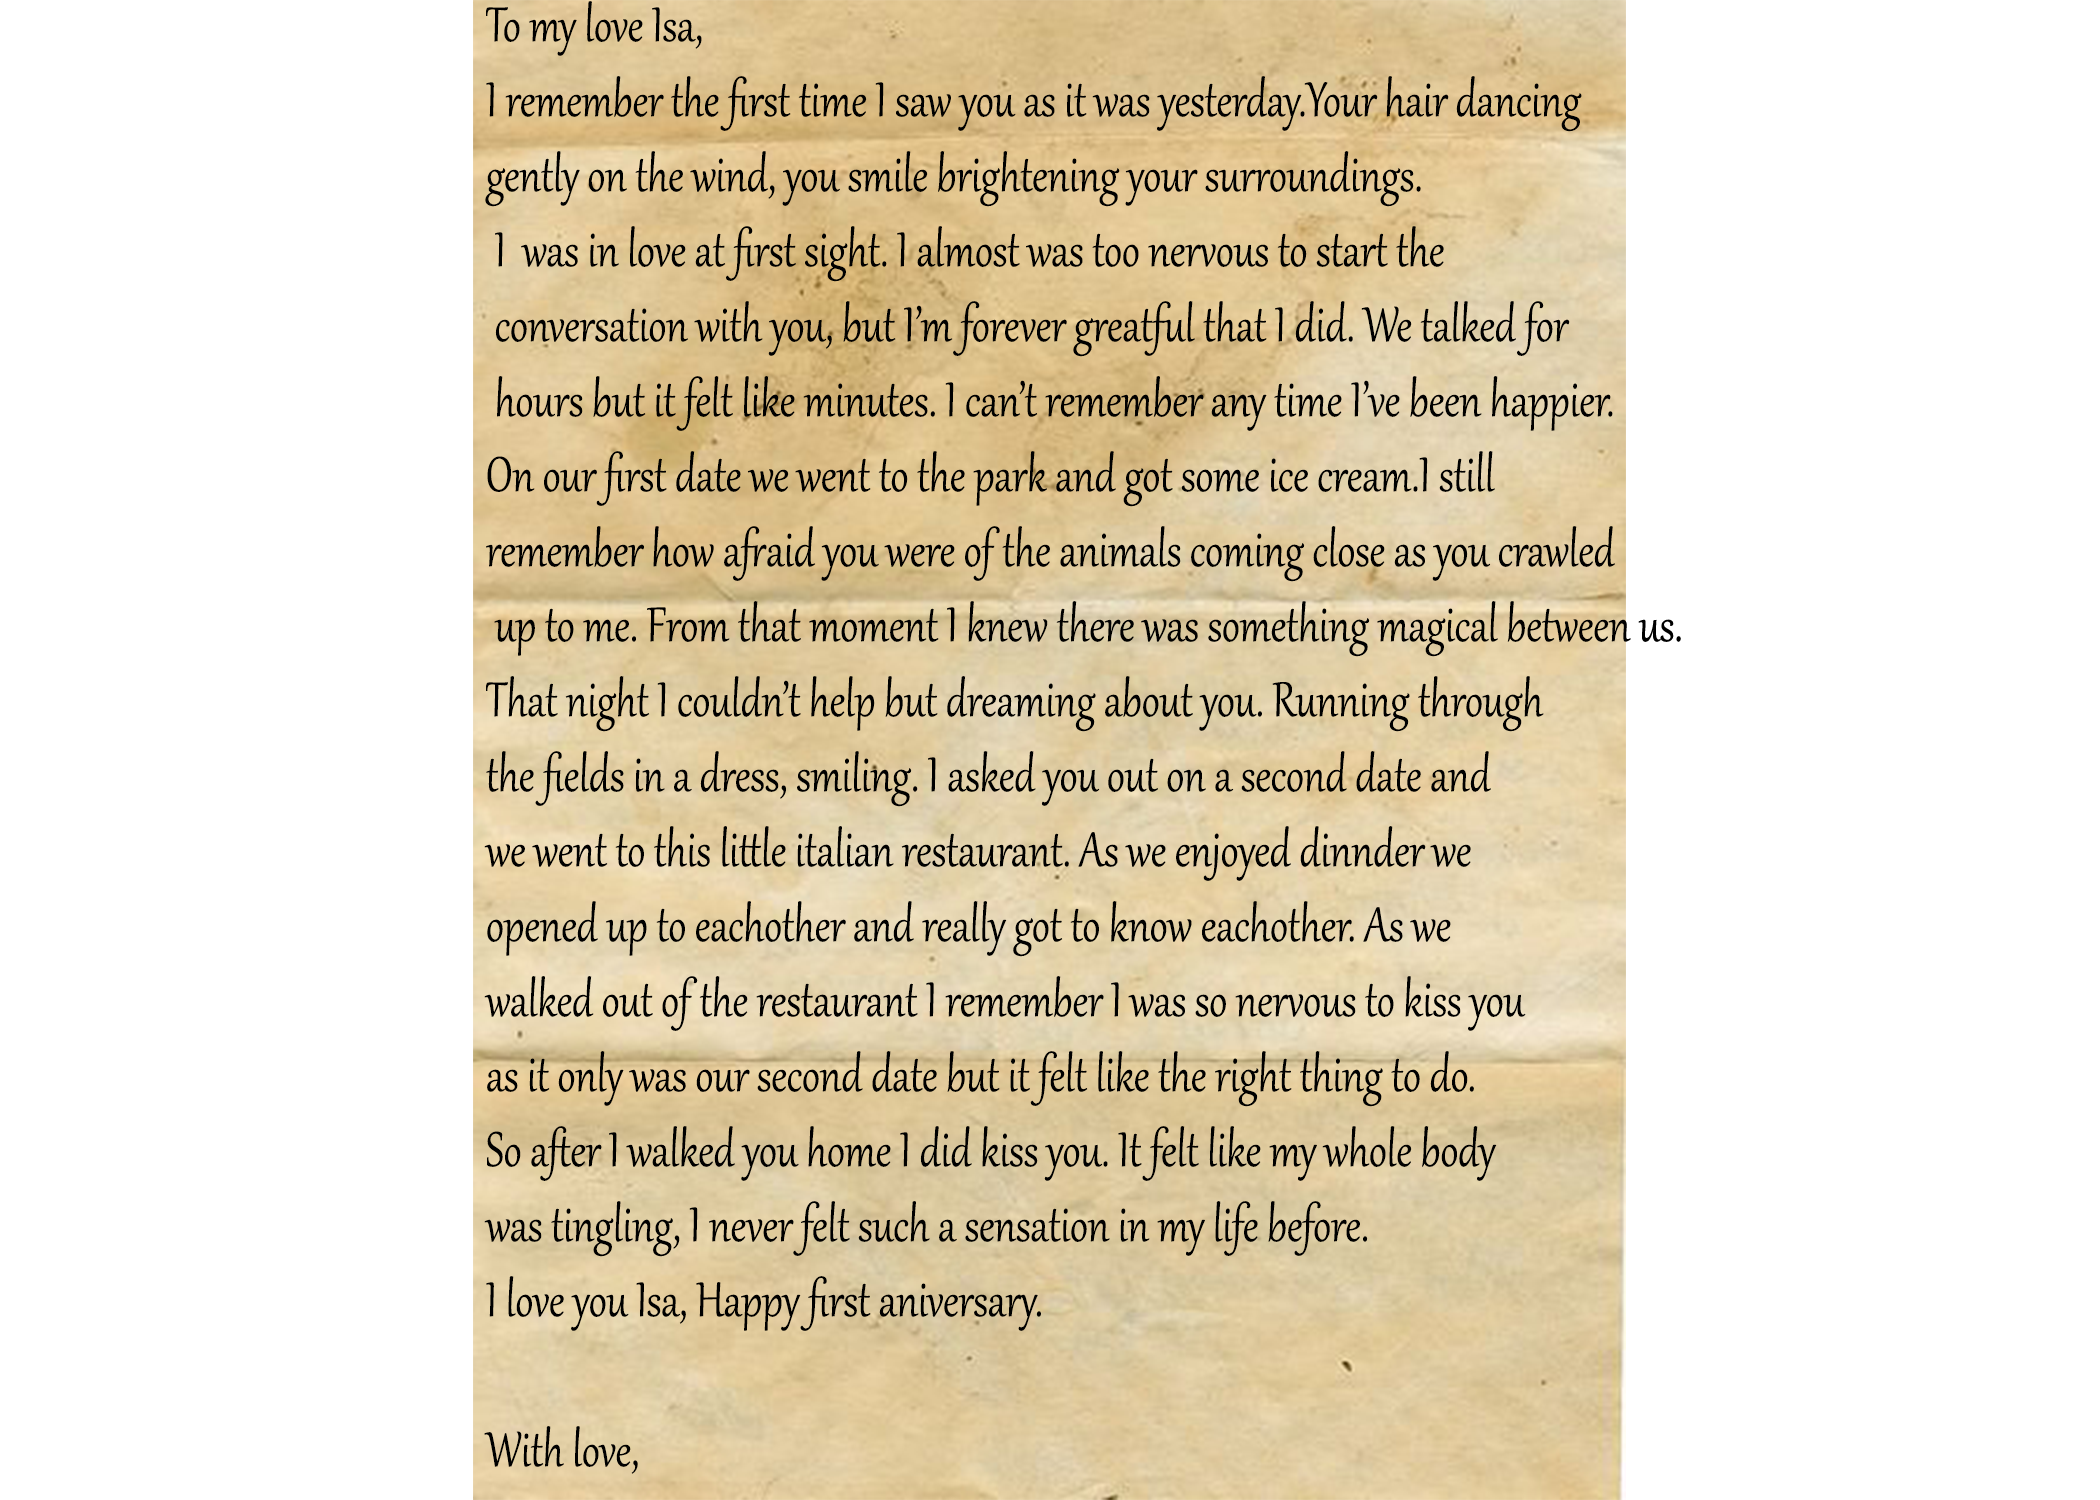 To my love Isa,
I remember the first time I saw you as it was yesterday.Your hair dancing
gently on the wind, you smile brightening your surroundings.
I was in love at first sight. I almost was too nervous to start the
conversation with you, but I'm forever greatful that I did. We talked for
hours but it felt like minutes. I can't remember any time I've been happier.
On our first date we went to the park and got some ice cream.I still
remember how afraid you were of the animals coming close as you crawled
up to me. From that moment I knew there was something magical between us.
That night I couldn't help but dreaming about you. Running through
the fields in a dress, smiling. I asked you out on a second date and
we went to this little italian restaurant. As we enjoyed dinnder we
opened up to eachother and really got to know eachother. As we
walked out of the restaurant I remember I was so nervous to kiss you
as it only was our second date but it felt like the right thing to do.
So after I walked you home I did kiss you. It felt like my whole body
was tingling, I never felt such a sensation in my life before.
I love you Isa, Happy first aniversary.
With love,